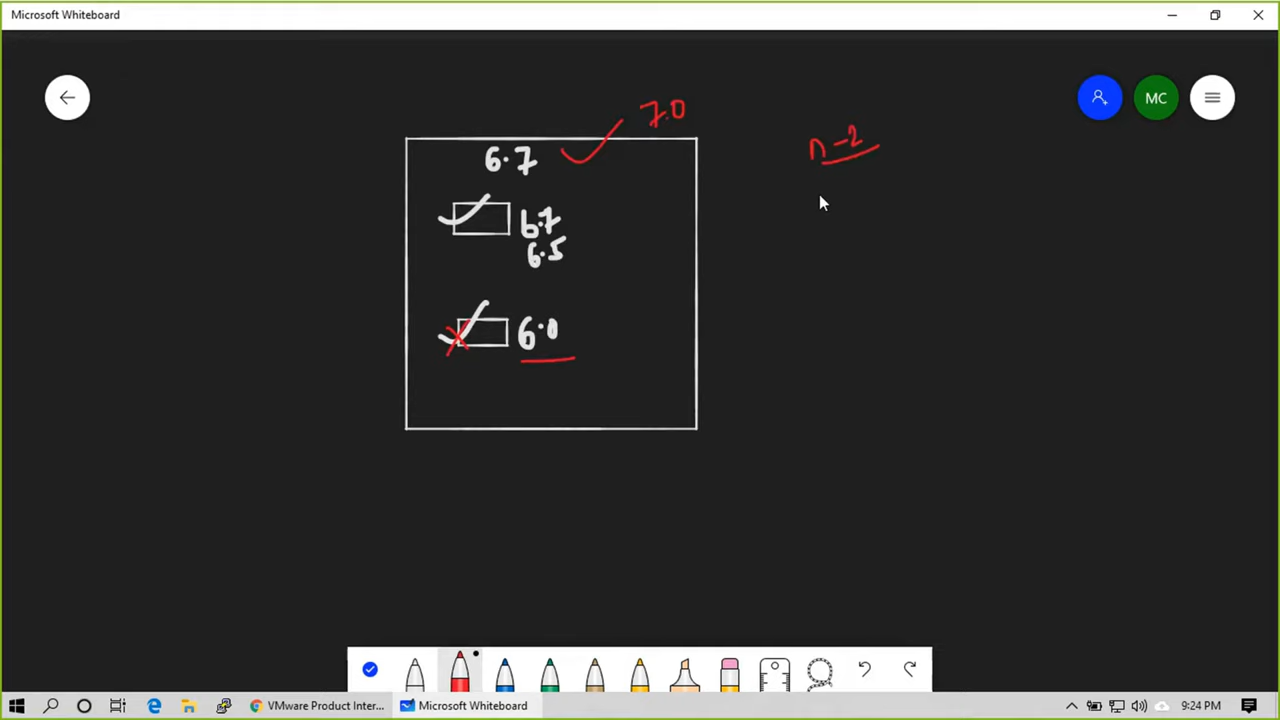 Microsoft Whiteboard
MC
7.0
n-2
6.7
6.7
6.5
6.0
VMware Product Inter...
Microsoft Whiteboard
9:24 PM